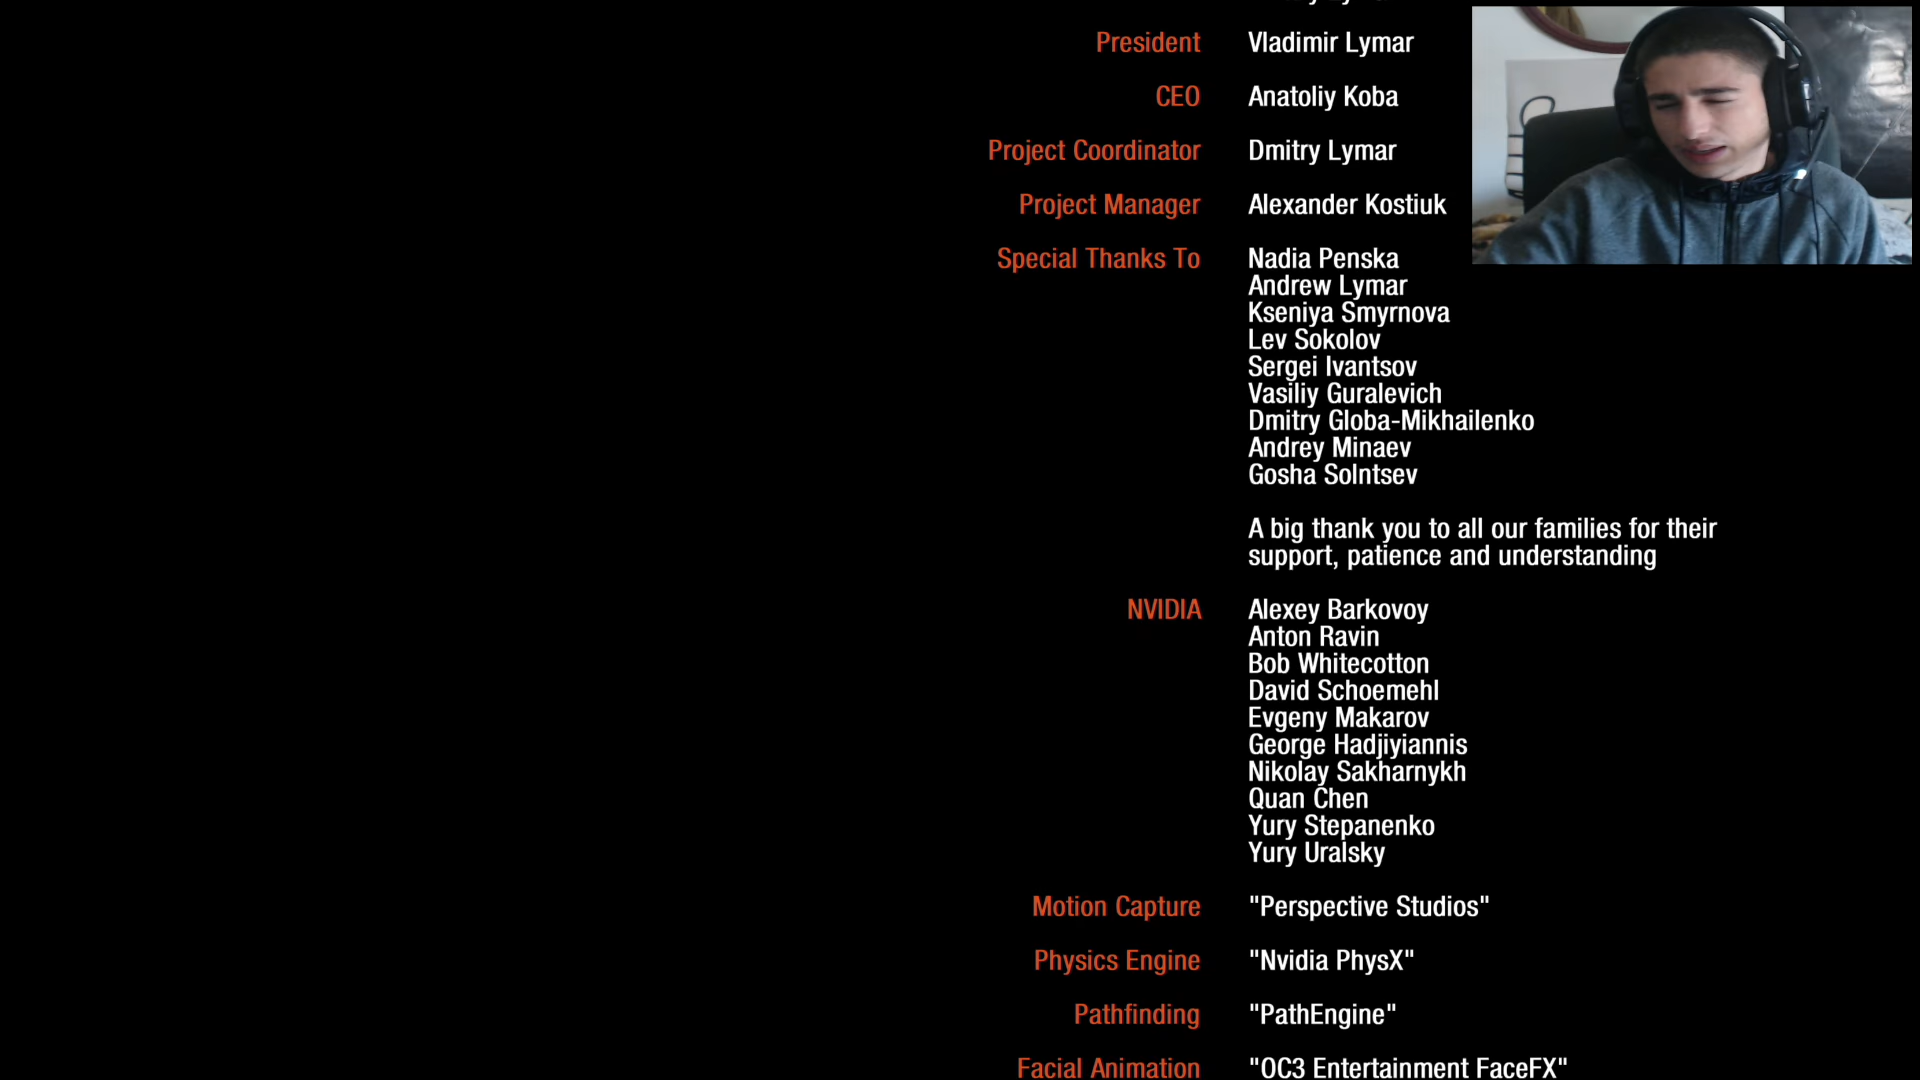 President Vladimir Lymar
CEO Anatoliy Koba
Project Coordinator Dmitry Lymar
Project Manager Alexander Kostiuk
Special Thanks To Nadia Penska
Andrew Lymar
Kseniya Smyrnova
Lev Sokolov
Sergei Ivantsov
Vasiliy Guralevich
Dmitry Globa-Mikhailenko
Andrey Minaev
Gosha Solntsev
A big thank you to all our families for their
support, patience and understanding
NVIDIA Alexey Barkovoy
Anton Ravin
Bob Whitecotton
David Schoemehl
Evgeny Makarov
George Hadjiyiannis
Nikolay Sakharnykh
Quan Chen
Yury Stepanenko
Yury Uralsky
Motion Capture "Perspective Studios"
Physics Engine "Nvidia PhysX"
Pathfinding "PathEngine"
Facial Animation "OC3 Entertainment FaceFX"